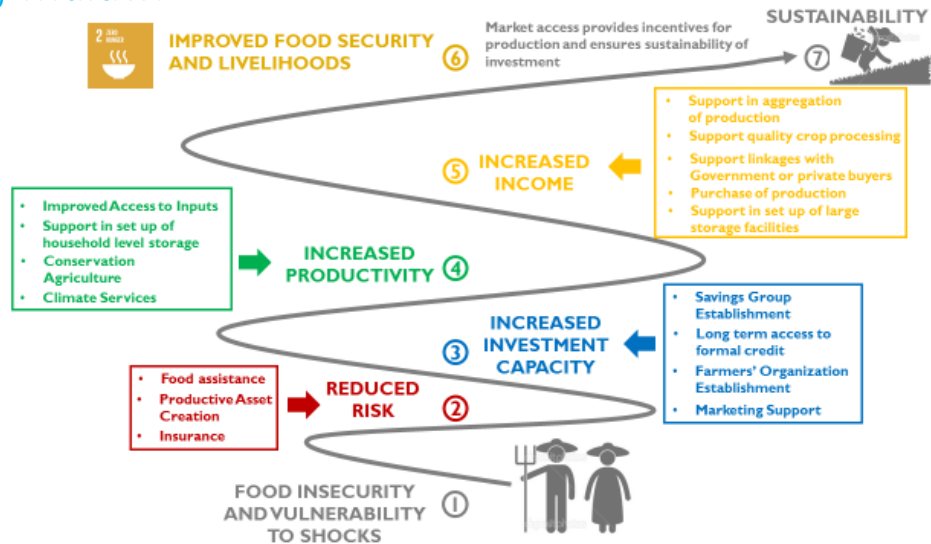 SUSTAINABILITY
2 ZERO HUNGER
IMPROVED FOOD SECURITY
AND LIVELIHOODS
6
Market access provides incentives for
production and ensures sustainability of
investment
7
• Support in aggregation
of production
• Support quality crop processing
• Support linkages with
Government or private buyers
• Purchase of production
• Support in set up of large
storage facilities
5
INCREASED
INCOME
• Improved Access to Inputs
• Support in set up of
household level storage
• Conservation
Agriculture
• Climate Services
INCREASED
PRODUCTIVITY
4
• Savings Group
Establishment
• Long term access to
formal credit
• Farmers' Organization
Establishment
• Marketing Support
INCREASED
INVESTMENT
CAPACITY
3
• Food assistance
• Productive Asset
Creation
• Insurance
REDUCED
RISK
2
FOOD INSECURITY
AND VULNERABILITY
TO SHOCKS
1